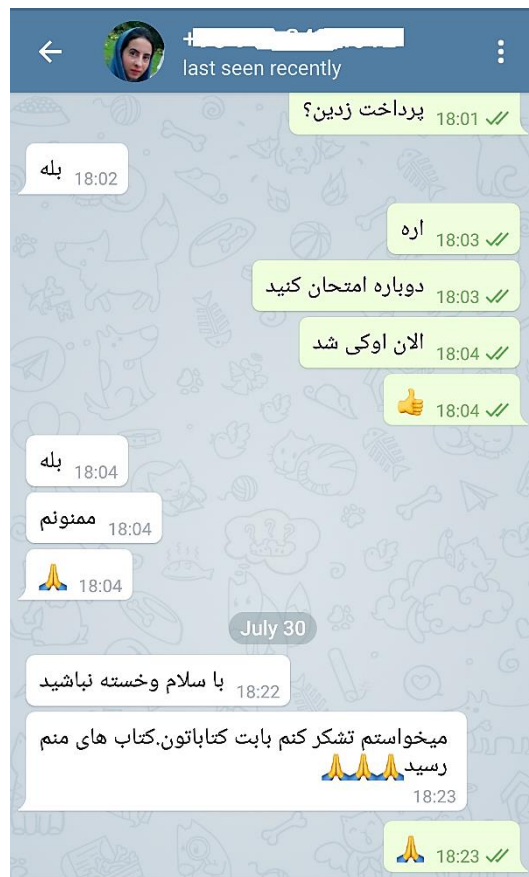 last seen recently
پرداخت زدین؟
18:01
بله
18:02
اره
18:03
دوباره امتحان کنید
18:03
الان اوکی شد
18:04
👍
18:04
بله
18:04
ممنونم
18:04
🙏
18:04
July 30
با سلام وخسته نباشید
18:22
میخواستم تشکر کنم بابت کتاباتون.کتاب های منم
رسید🙏🙏🙏
18:23
🙏
18:23